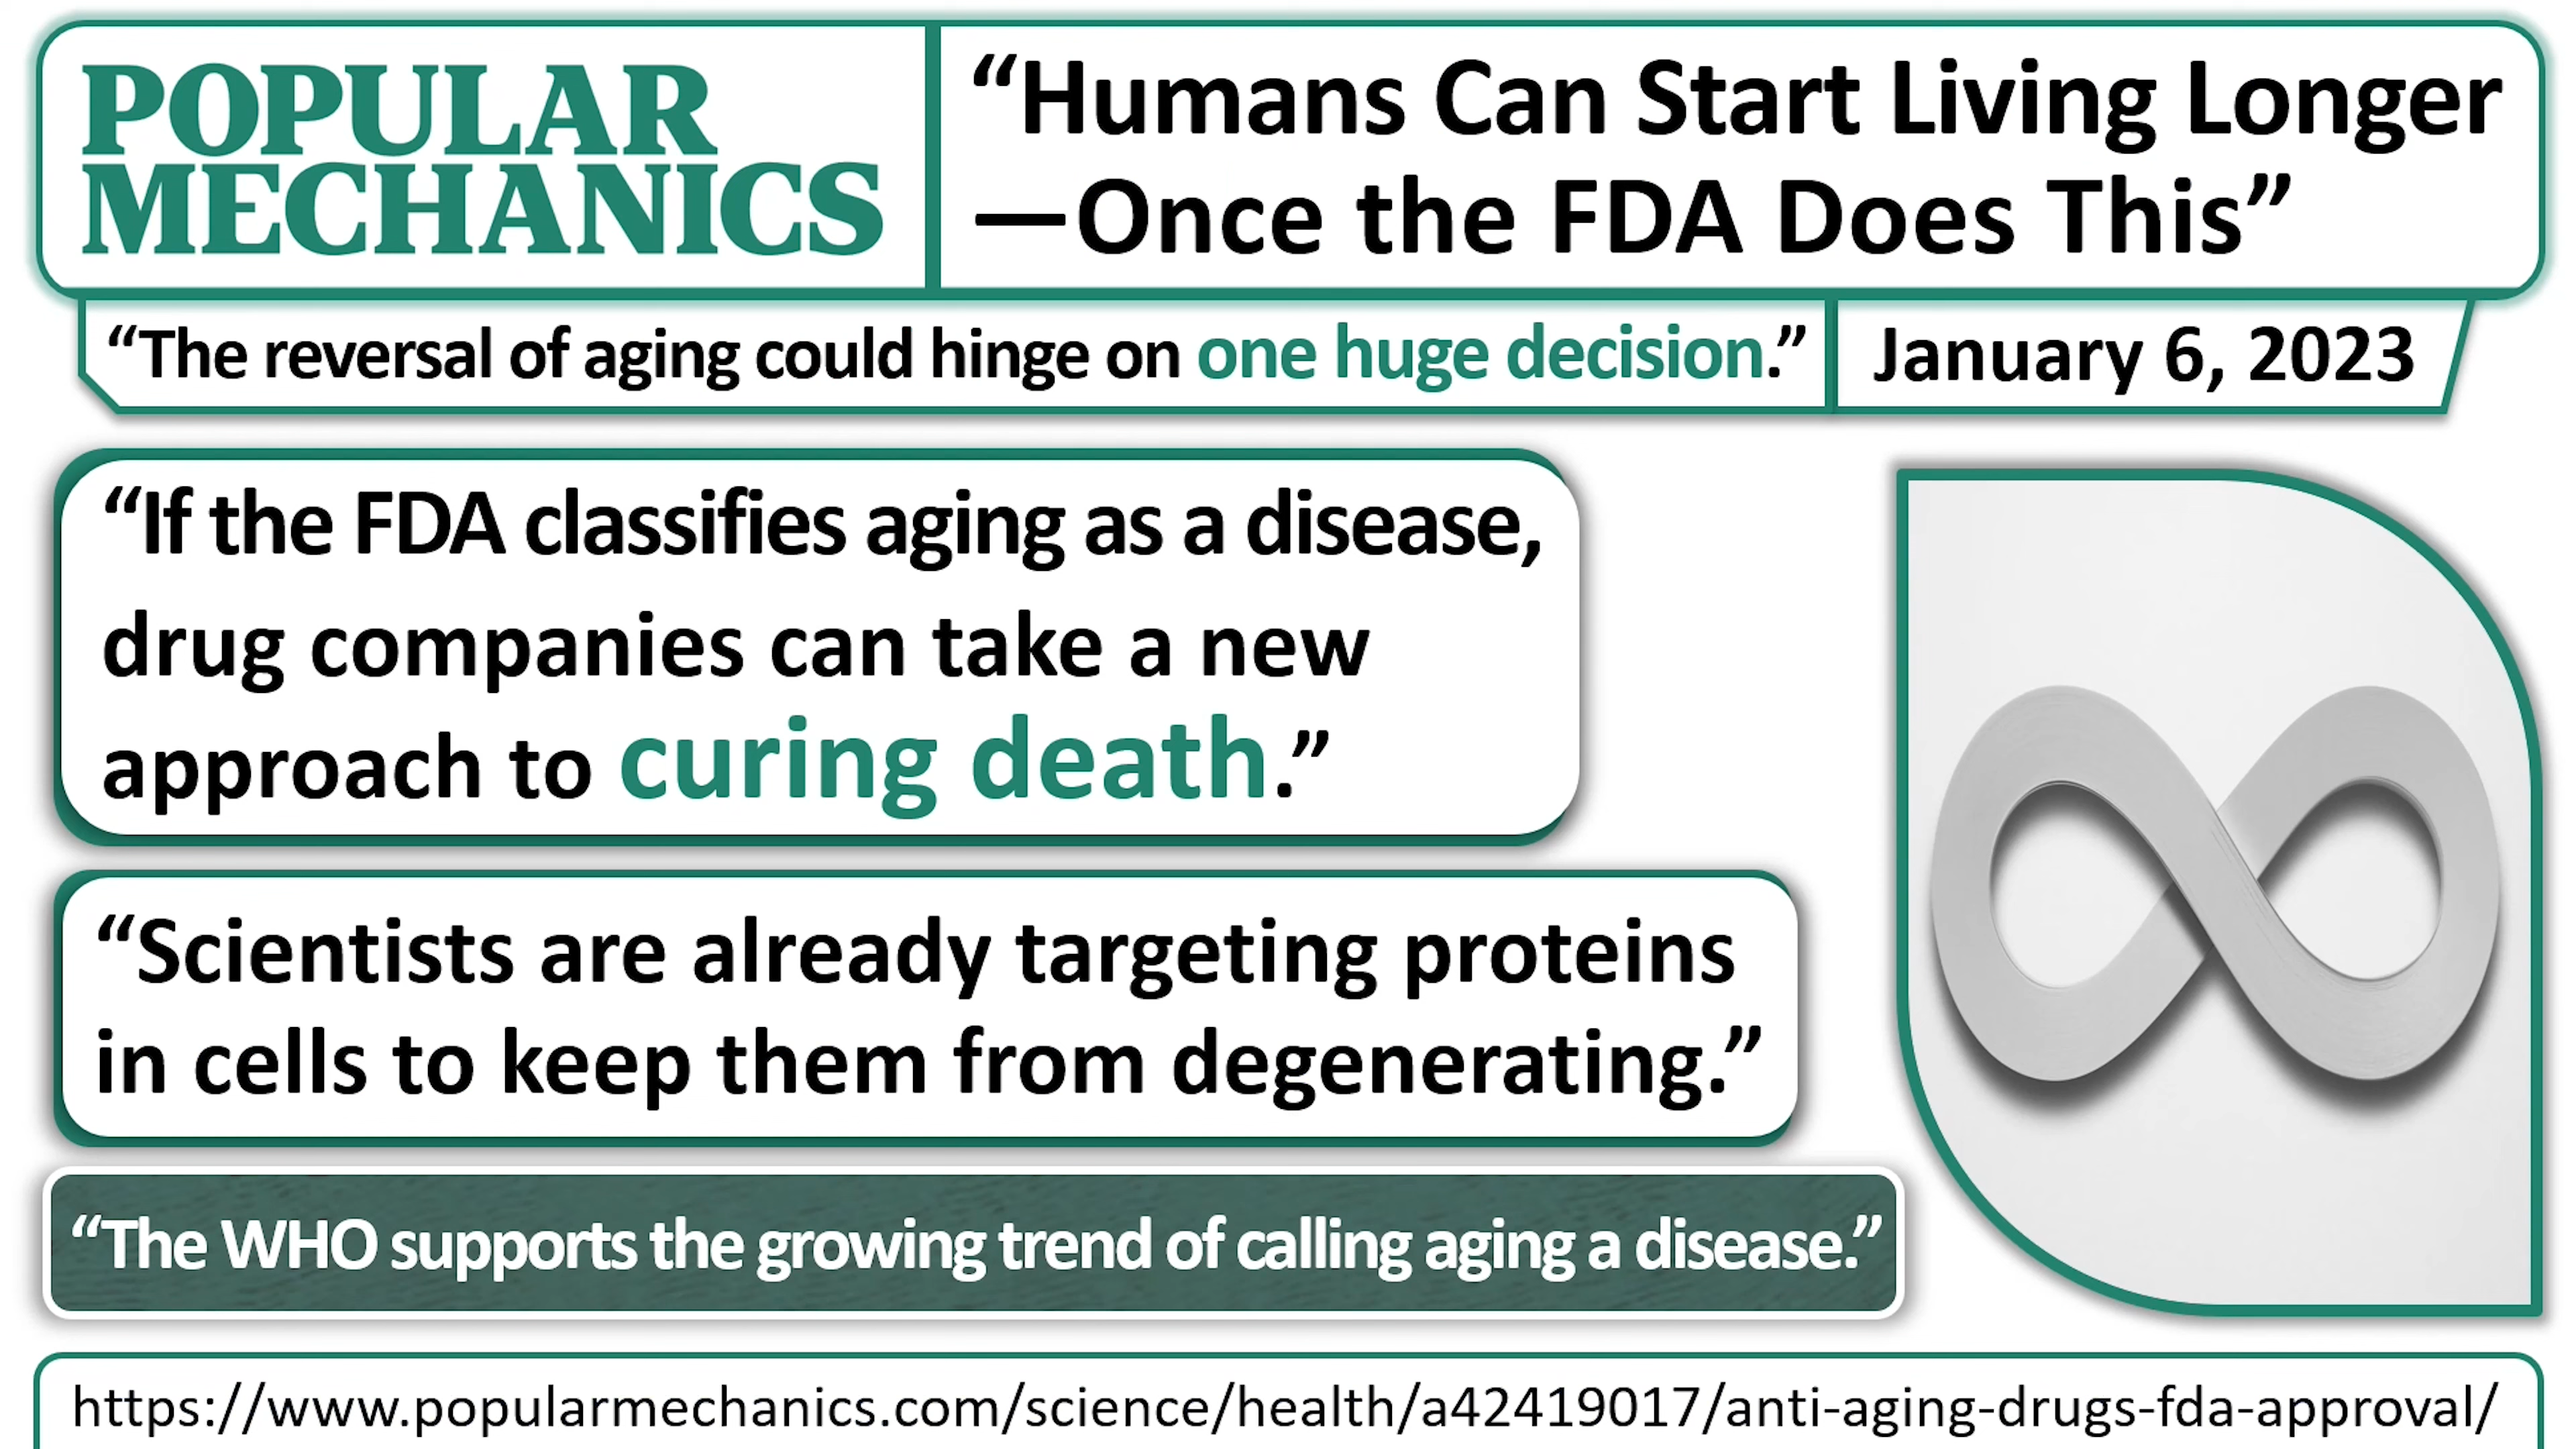 POPULAR
MECHANICS
“Humans Can Start Living Longer
—Once the FDA Does This”
“The reversal of aging could hinge on one huge decision.”
January 6, 2023
“If the FDA classifies aging as a disease,
drug companies can take a new
approach to curing death.”
“Scientists are already targeting proteins
in cells to keep them from degenerating.”
“The WHO supports the growing trend of calling aging a disease.”
https://www.popularmechanics.com/science/health/a42419017/anti-aging-drugs-fda-approval/